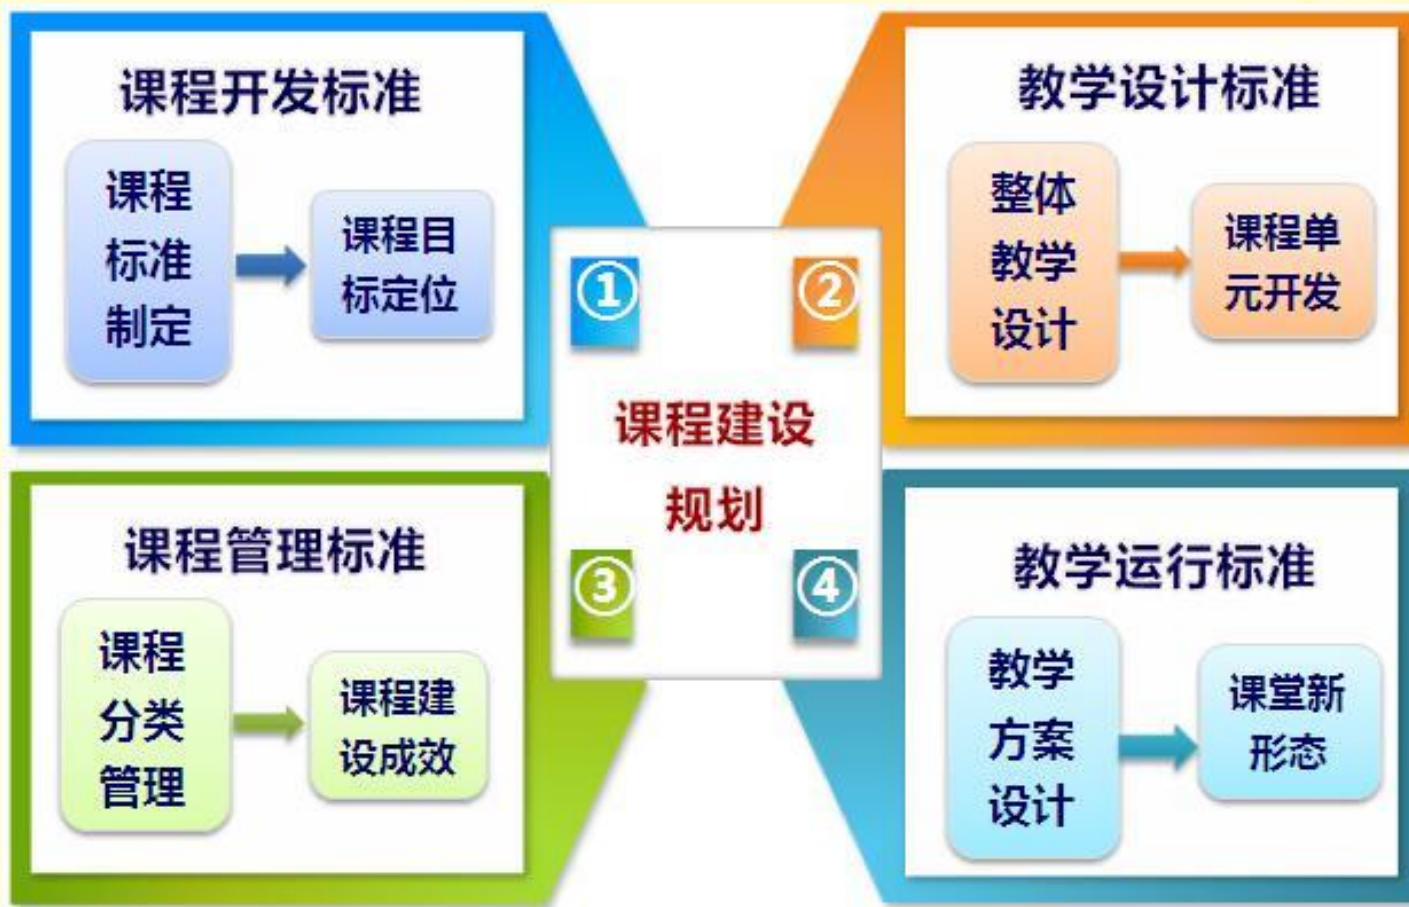 课程开发标准
课程
标准
制定
课程目
标定位
教学设计标准
整体
教学
设计
课程单
元开发
①
②
课程建设
规划
③
④
课程管理标准
课程
分类
管理
课程建
设成效
教学运行标准
教学
方案
设计
课堂新
形态